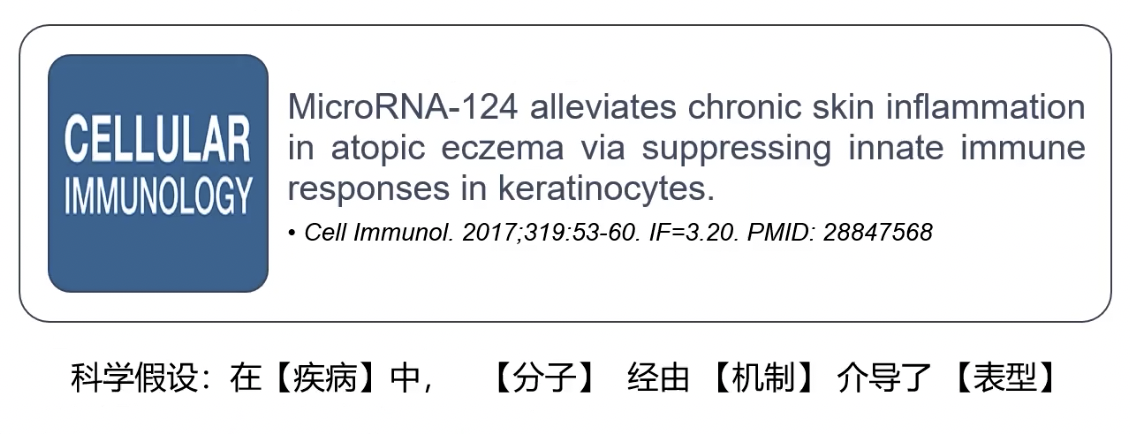 CELLULAR
IMMUNOLOGY
MicroRNA-124 alleviates chronic skin inflammation
in atopic eczema via suppressing innate immune
responses in keratinocytes.
• Cell Immunol. 2017;319:53-60. IF=3.20. PMID: 28847568
科学假设：在【疾病】中， 【分子】 经由 【机制】 介导了 【表型】